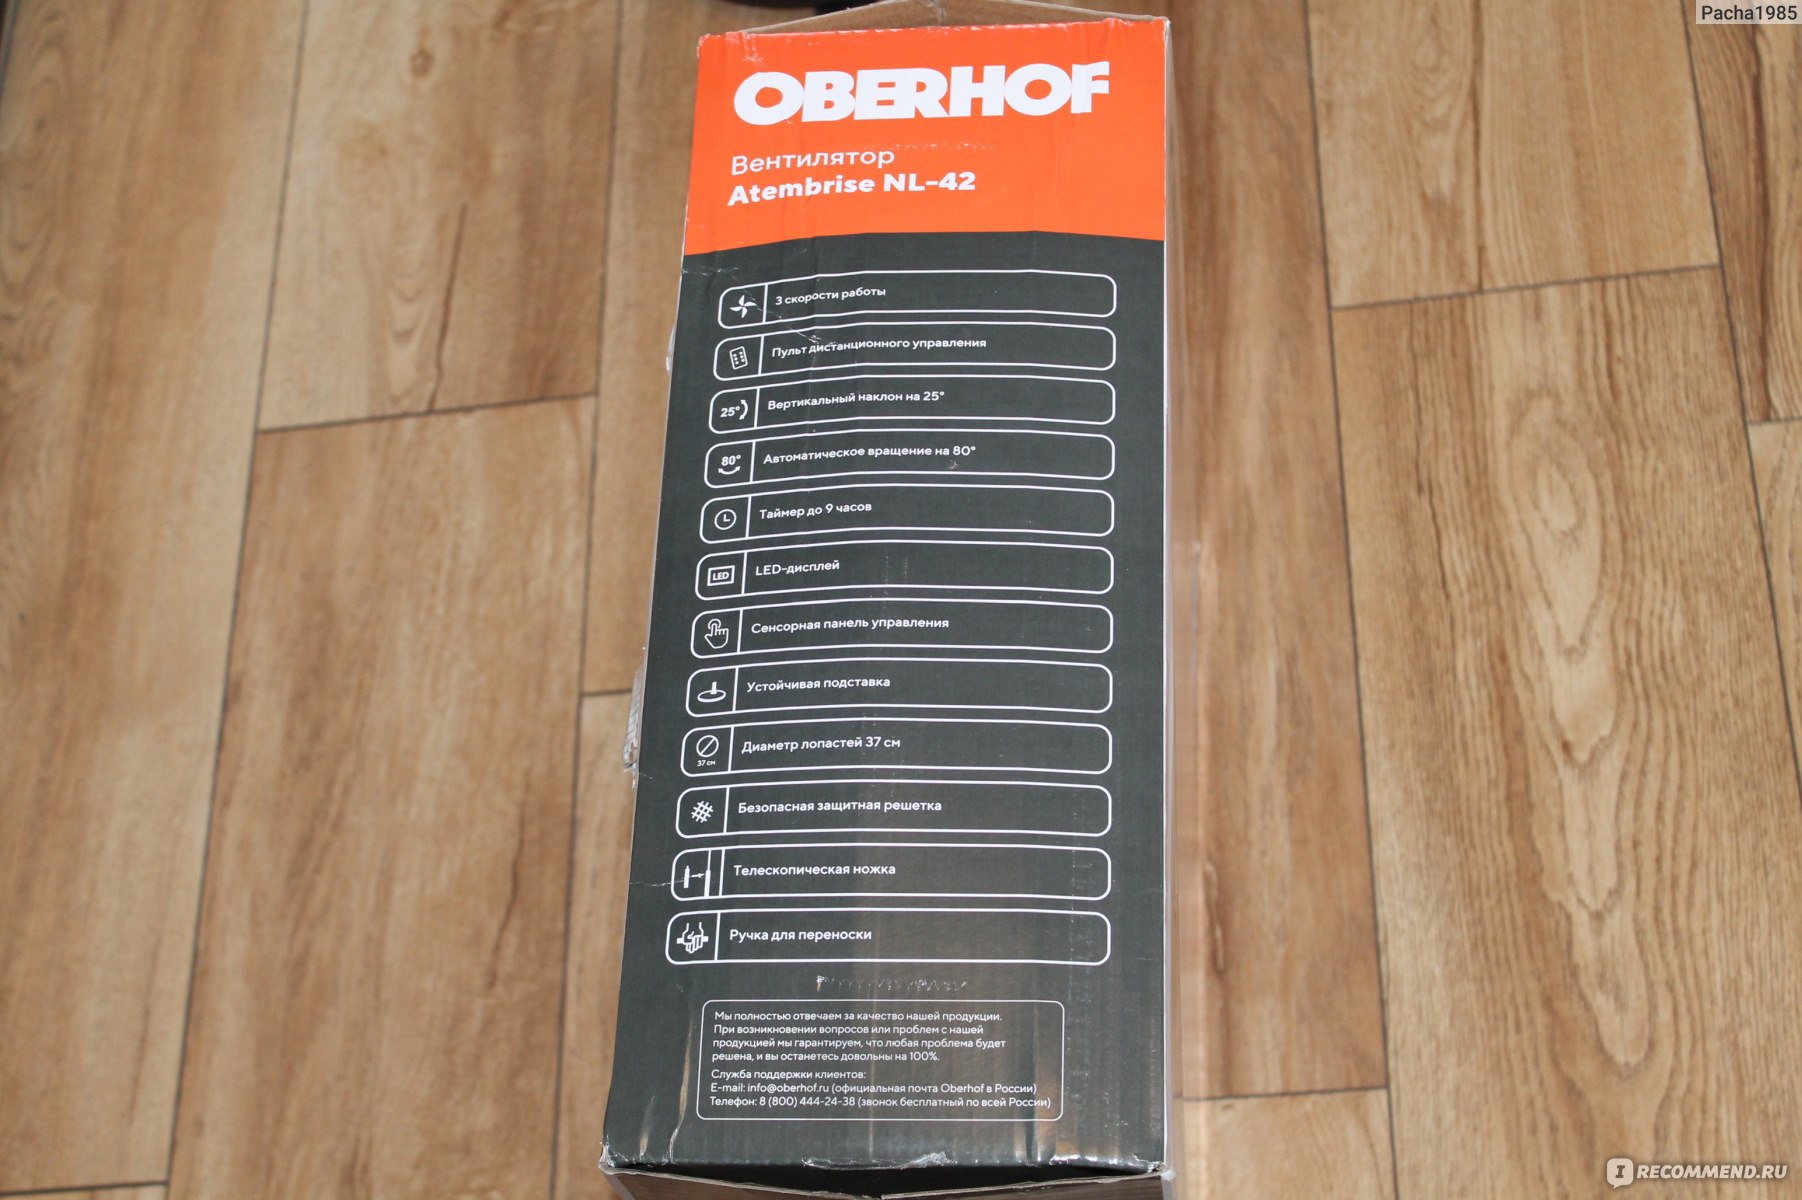 Pacha1985
OBERHOF
Вентилятор
Atembrise NL-42
3 скорости работы
Пульт дистанционного управления
25°
Вертикальный наклон на 25°
80°
Автоматическое вращение на 80°
Таймер до 9 часов
LED
LED-дисплей
Сенсорная панель управления
Устойчивая подставка
37 см
Диаметр лопастей 37 см
Безопасная защитная решетка
Телескопическая ножка
Ручка для переноски
Мы полностью отвечаем за качество нашей продукции.
При возникновении вопросов или проблем с нашей
продукцией мы гарантируем, что любая проблема будет
решена, и вы останетесь довольны на 100%.
Служба поддержки клиентов:
E-mail: info@oberhof.ru (официальная почта Oberhof в России)
Телефон: 8 (800) 444-24-38 (звонок бесплатный по всей России)
I RECOMMEND.RU